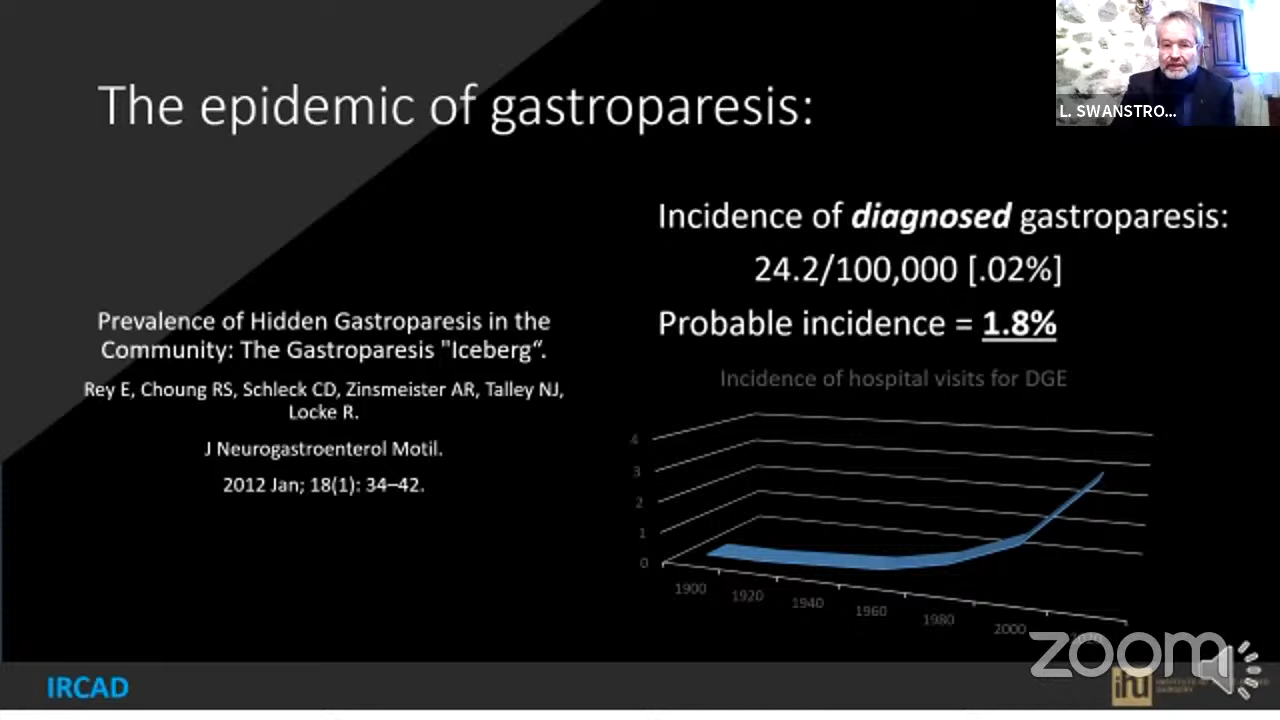 The epidemic of gastroparesis:
L. SWANSTRO...
Incidence of diagnosed gastroparesis:
24.2/100,000 [.02%]
Probable incidence = 1.8%
Prevalence of Hidden Gastroparesis in the
Community: The Gastroparesis "Iceberg“.
Rey E, Choung RS, Schleck CD, Zinsmeister AR, Talley NJ,
Locke R.
J Neurogastroenterol Motil.
2012 Jan; 18(1): 34–42.
Incidence of hospital visits for DGE
4
3
2
1
0
1900
1920
1940
1960
1980
2000
zoom
IRCAD
ihu